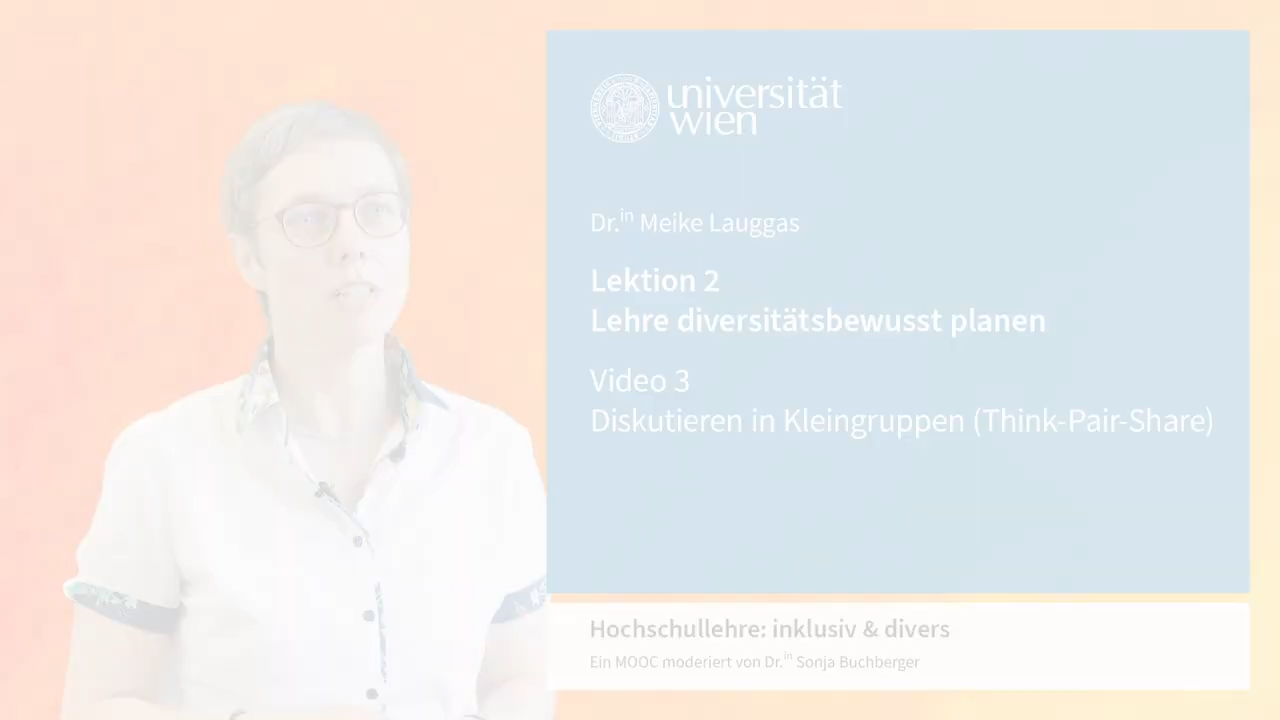 universität
wien
Dr.in Meike Lauggas
Lektion 2
Lehre diversitätsbewusst planen
Video 3
Diskutieren in Kleingruppen (Think-Pair-Share)
Hochschullehre: inklusiv & divers
Ein MOOC moderiert von Dr.in Sonja Buchberger